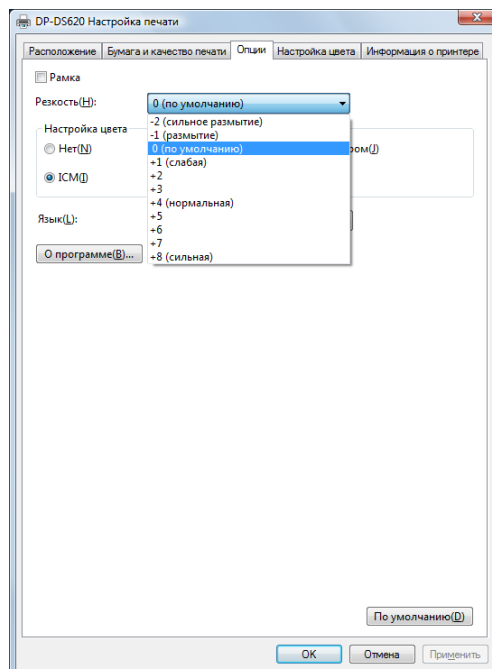 DP-DS620 Настройка печати
Расположение Бумага и качество печати Опции Настройка цвета Информация о принтере
Рамка
Резкость(H): 0 (по умолчанию)
-2 (сильное размытие)
-1 (размытие)
0 (по умолчанию)
+1 (слабая)
+2
+3
+4 (нормальная)
+5
+6
+7
+8 (сильная)
Настройка цвета
Нет(N) ром(J)
ICM(I)
Язык(L):
О программе(B)...
По умолчанию(D)
OK Отмена Применить